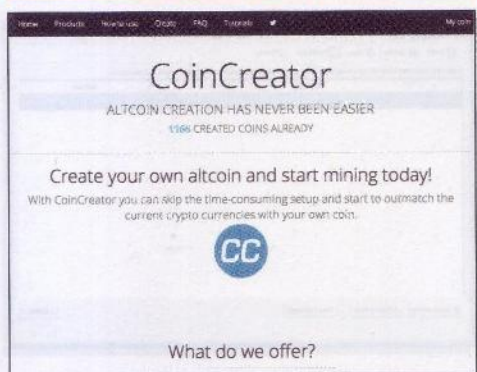 Home Products How to use Create FAQ Tutorials My coin
CoinCreator
ALTCOIN CREATION HAS NEVER BEEN EASIER
1166 CREATED COINS ALREADY
Create your own altcoin and start mining today!
With CoinCreator you can skip the time-consuming setup and start to outmatch the
current crypto currencies with your own coin.
CC
What do we offer?